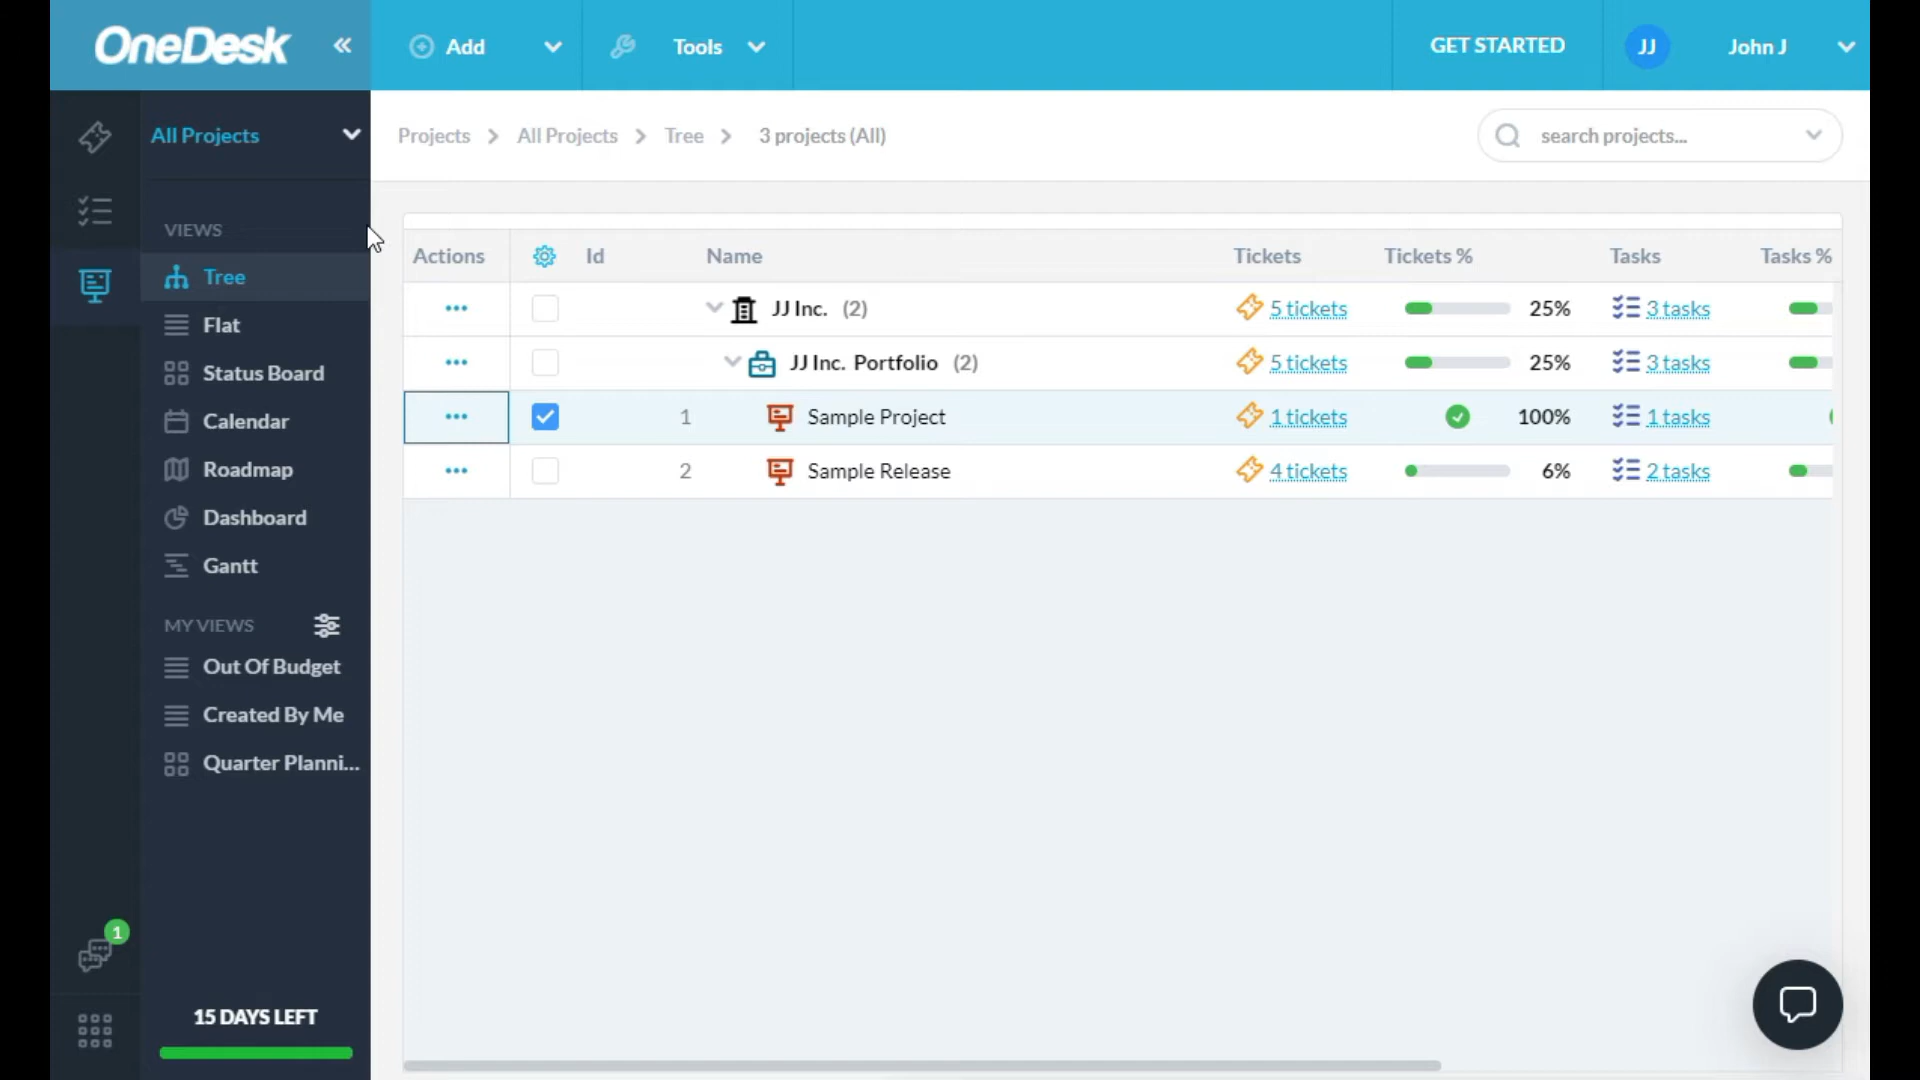 OneDesk
Add
Tools
GET STARTED
JJ
John J
All Projects
Projects > All Projects > Tree > 3 projects (All)
search projects...
VIEWS
Tree
Flat
Status Board
Calendar
Roadmap
Dashboard
Gantt
MY VIEWS
Out Of Budget
Created By Me
Quarter Planni...
1
15 DAYS LEFT
Actions Id Name Tickets Tickets % Tasks Tasks %
JJ Inc. (2) 5 tickets 25% 3 tasks
JJ Inc. Portfolio (2) 5 tickets 25% 3 tasks
1 Sample Project 1 tickets 100% 1 tasks
2 Sample Release 4 tickets 6% 2 tasks